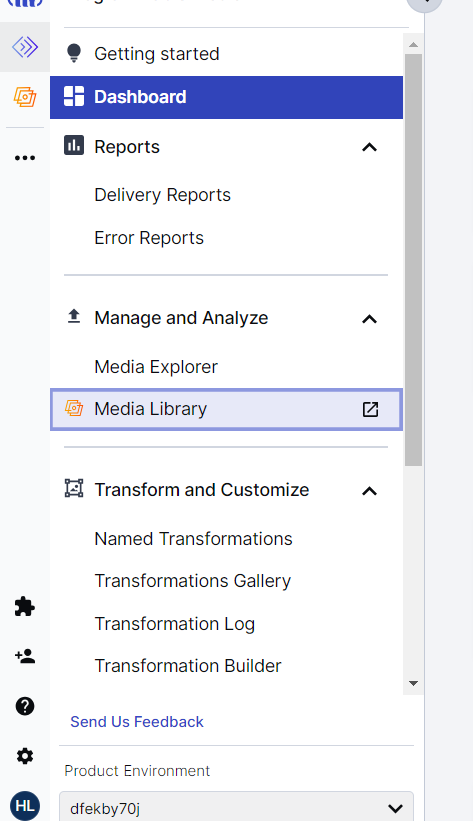 Getting started
Dashboard
Reports
Delivery Reports
Error Reports
Manage and Analyze
Media Explorer
Media Library
Transform and Customize
Named Transformations
Transformations Gallery
Transformation Log
Transformation Builder
Send Us Feedback
Product Environment
HL
dfekby70j